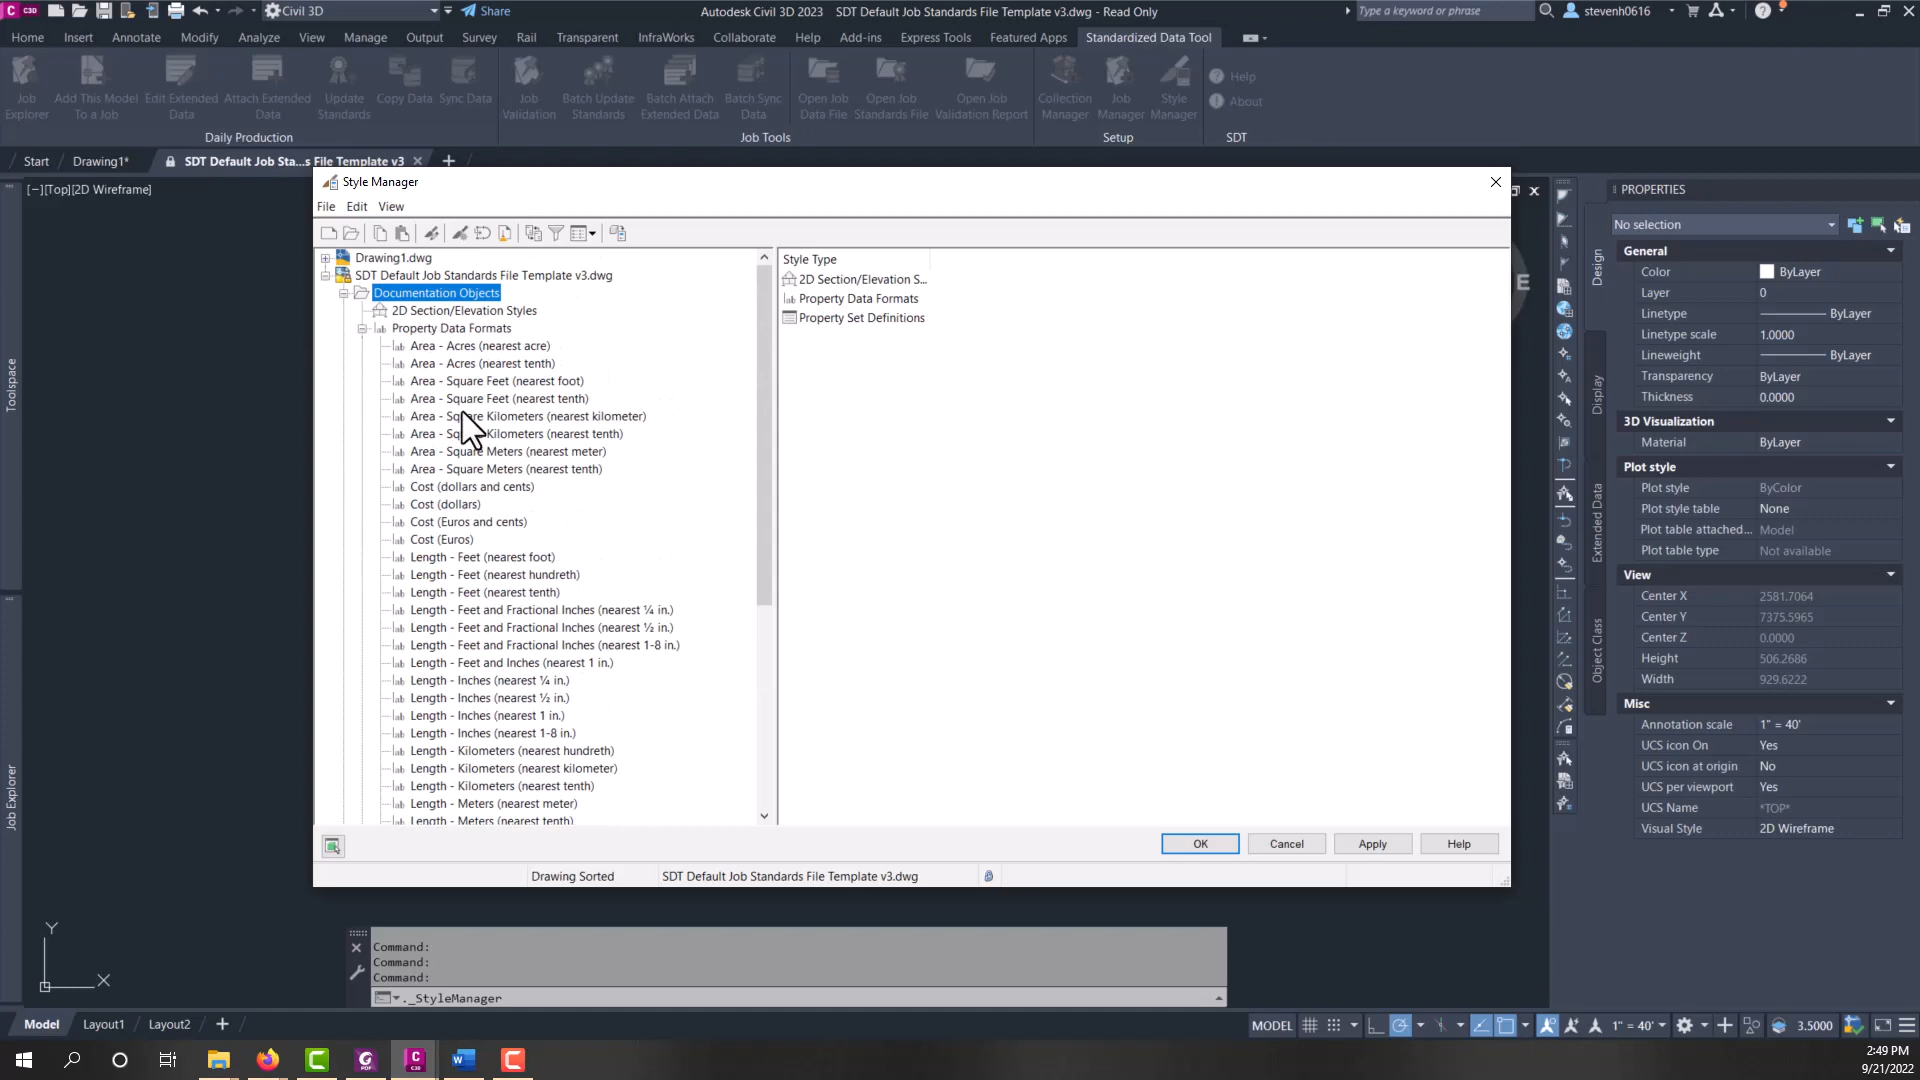 C3D Civil 3D Share Autodesk Civil 3D 2023 SDT Default Job Standards File Template v3.dwg - Read Only Type a keyword or phrase stevenh0616
Home Insert Annotate Modify Analyze View Manage Output Survey Rail Transparent InfraWorks Collaborate Help Add-ins Express Tools Featured Apps Standardized Data Tool
Job Explorer
Add This Model To a Job
Edit Extended Data
Attach Extended Data
Update Standards
Copy Data
Sync Data
Job Validation
Batch Update Standards
Batch Attach Extended Data
Batch Sync Data
Open Job Data File
Open Job Standards File
Open Job Validation Report
Collection Manager
Job Manager
Style Manager
Help
About
Daily Production Job Tools Setup SDT
Start Drawing1* SDT Default Job Sta...s File Template v3
[−][Top][2D Wireframe]
Toolspace
Job Explorer
Style Manager
File Edit View
Drawing1.dwg
SDT Default Job Standards File Template v3.dwg
Documentation Objects
2D Section/Elevation Styles
Property Data Formats
Area - Acres (nearest acre)
Area - Acres (nearest tenth)
Area - Square Feet (nearest foot)
Area - Square Feet (nearest tenth)
Area - Square Kilometers (nearest kilometer)
Area - Square Kilometers (nearest tenth)
Area - Square Meters (nearest meter)
Area - Square Meters (nearest tenth)
Cost (dollars and cents)
Cost (dollars)
Cost (Euros and cents)
Cost (Euros)
Length - Feet (nearest foot)
Length - Feet (nearest hundreth)
Length - Feet (nearest tenth)
Length - Feet and Fractional Inches (nearest ¼ in.)
Length - Feet and Fractional Inches (nearest ½ in.)
Length - Feet and Fractional Inches (nearest 1-8 in.)
Length - Feet and Inches (nearest 1 in.)
Length - Inches (nearest ¼ in.)
Length - Inches (nearest ½ in.)
Length - Inches (nearest 1 in.)
Length - Inches (nearest 1-8 in.)
Length - Kilometers (nearest hundreth)
Length - Kilometers (nearest kilometer)
Length - Kilometers (nearest tenth)
Length - Meters (nearest meter)
Length - Meters (nearest tenth)
Style Type
2D Section/Elevation S...
Property Data Formats
Property Set Definitions
OK Cancel Apply Help
Drawing Sorted SDT Default Job Standards File Template v3.dwg
E
Design
Display
Extended Data
Object Class
PROPERTIES
No selection
General
Color ByLayer
Layer 0
Linetype ByLayer
Linetype scale 1.0000
Lineweight ByLayer
Transparency ByLayer
Thickness 0.0000
3D Visualization
Material ByLayer
Plot style
Plot style ByColor
Plot style table None
Plot table attached... Model
Plot table type Not available
View
Center X 2581.7064
Center Y 7375.5965
Center Z 0.0000
Height 506.2686
Width 929.6222
Misc
Annotation scale 1" = 40'
UCS icon On Yes
UCS icon at origin No
UCS per viewport Yes
UCS Name *TOP*
Visual Style 2D Wireframe
Y
X
Command:
Command:
Command:
._StyleManager
Model Layout1 Layout2 MODEL 1" = 40' 3.5000
2:49 PM
9/21/2022